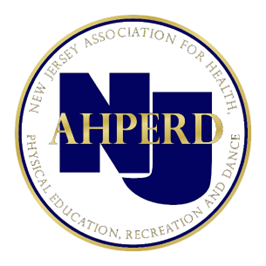 NEW JERSEY ASSOCIATION FOR HEALTH,
NJ
AHPERD
PHYSICAL EDUCATION, RECREATION AND DANCE